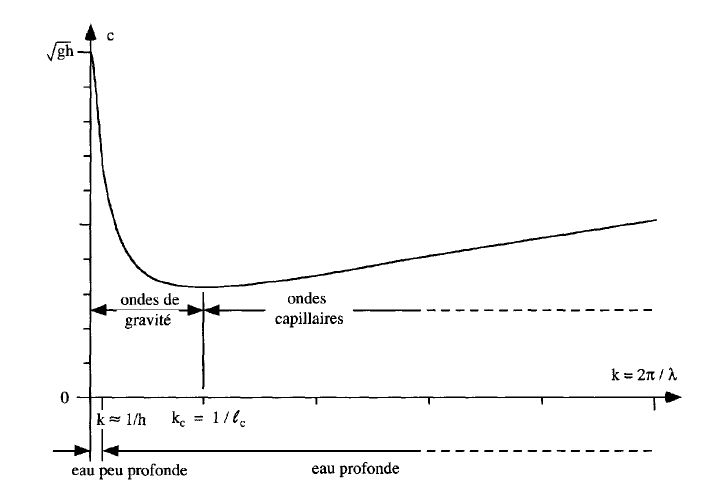 c
√gh
ondes de
gravité
ondes
capillaires
k = 2π / λ
0
k ≈ 1/h
k_c = 1 / ℓ_c
eau peu profonde
eau profonde